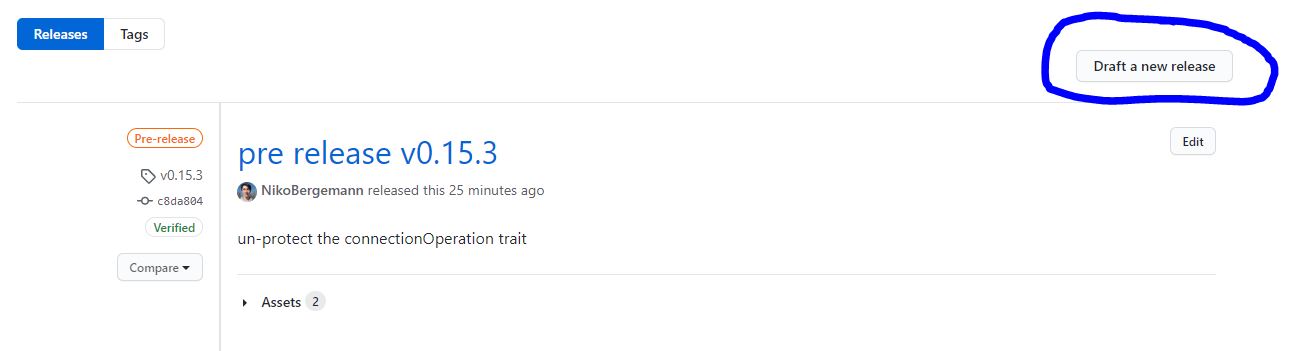 Releases Tags
Draft a new release
Pre-release
v0.15.3
c8da804
Verified
Compare
pre release v0.15.3
Edit
NikoBergemann released this 25 minutes ago
un-protect the connectionOperation trait
Assets 2